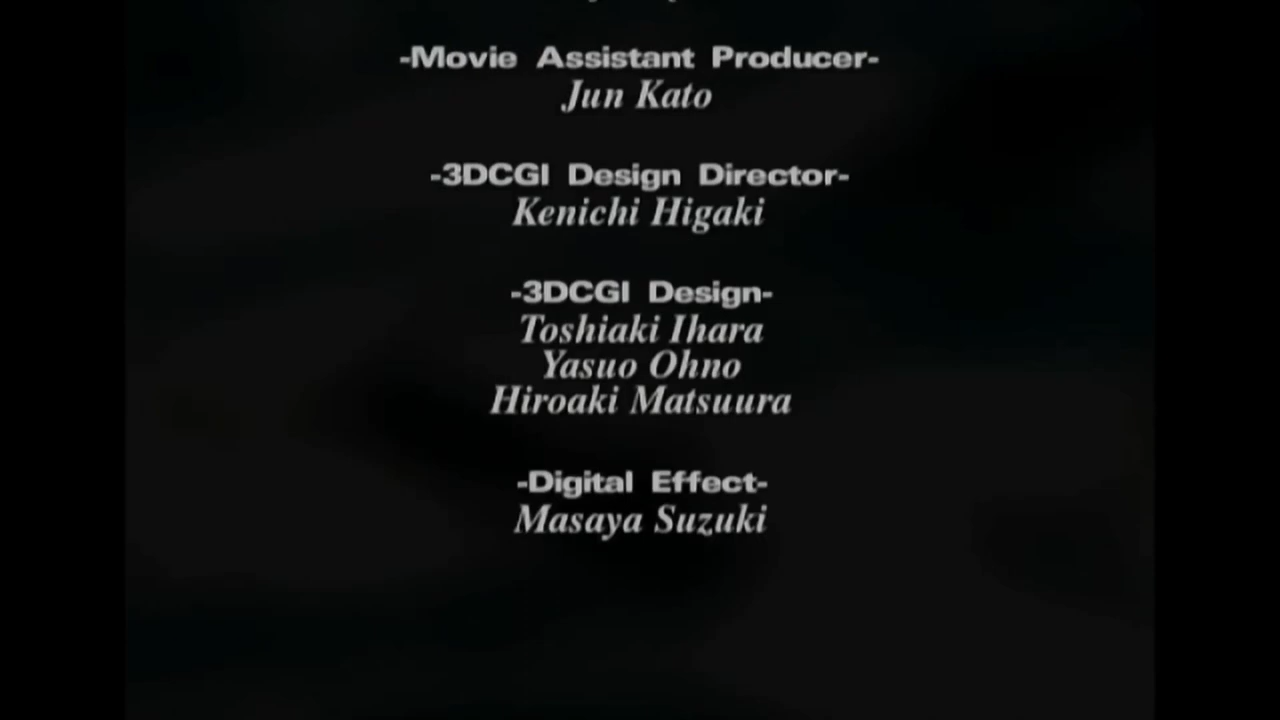 -Movie Assistant Producer-
Jun Kato
-3DCGI Design Director-
Kenichi Higaki
-3DCGI Design-
Toshiaki Ihara
Yasuo Ohno
Hiroaki Matsuura
-Digital Effect-
Masaya Suzuki